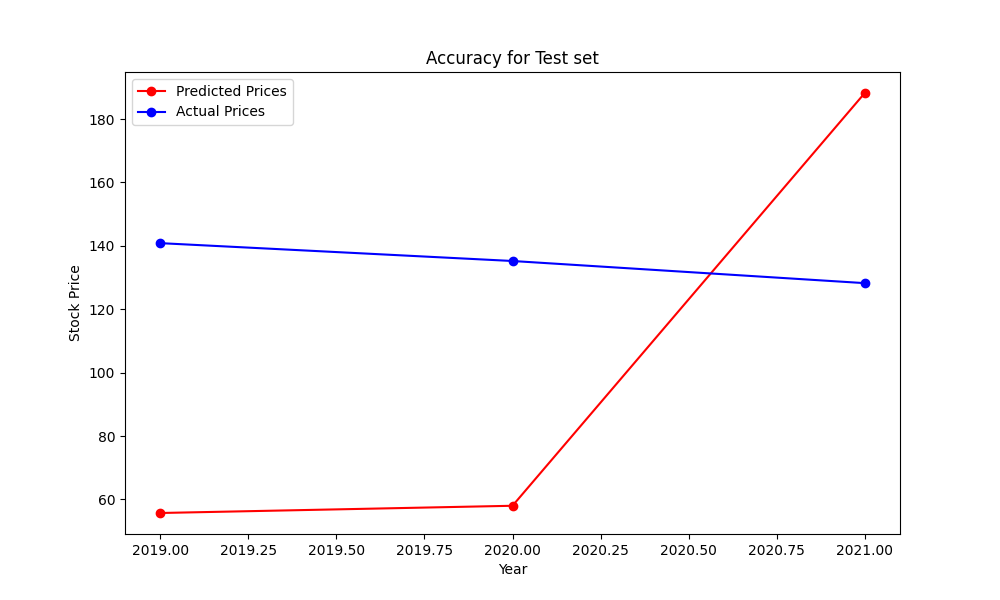 Accuracy for Test set
Predicted Prices
Actual Prices
180
160
140
120
100
80
60
Stock Price
2019.00 2019.25 2019.50 2019.75 2020.00 2020.25 2020.50 2020.75 2021.00
Year